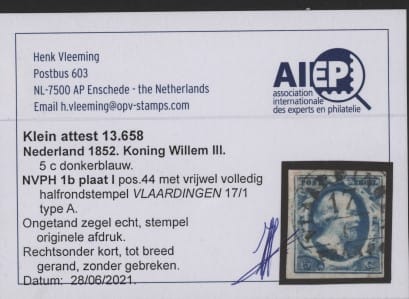 Henk Vleeming
Postbus 603
NL-7500 AP Enschede - the Netherlands
Email h.vleeming@opv-stamps.com
AIEP
association
internationale
des experts en philatélie
Klein attest 13.658
Nederland 1852. Koning Willem III.
5 c donkerblauw.
NVPH 1b plaat I pos.44 met vrijwel volledig
halfrondstempel VLAARDINGEN 17/1
type A.
Ongetand zegel echt, stempel
originele afdruk.
Rechtsonder kort, tot breed
gerand, zonder gebreken.
Datum: 28/06/2021.